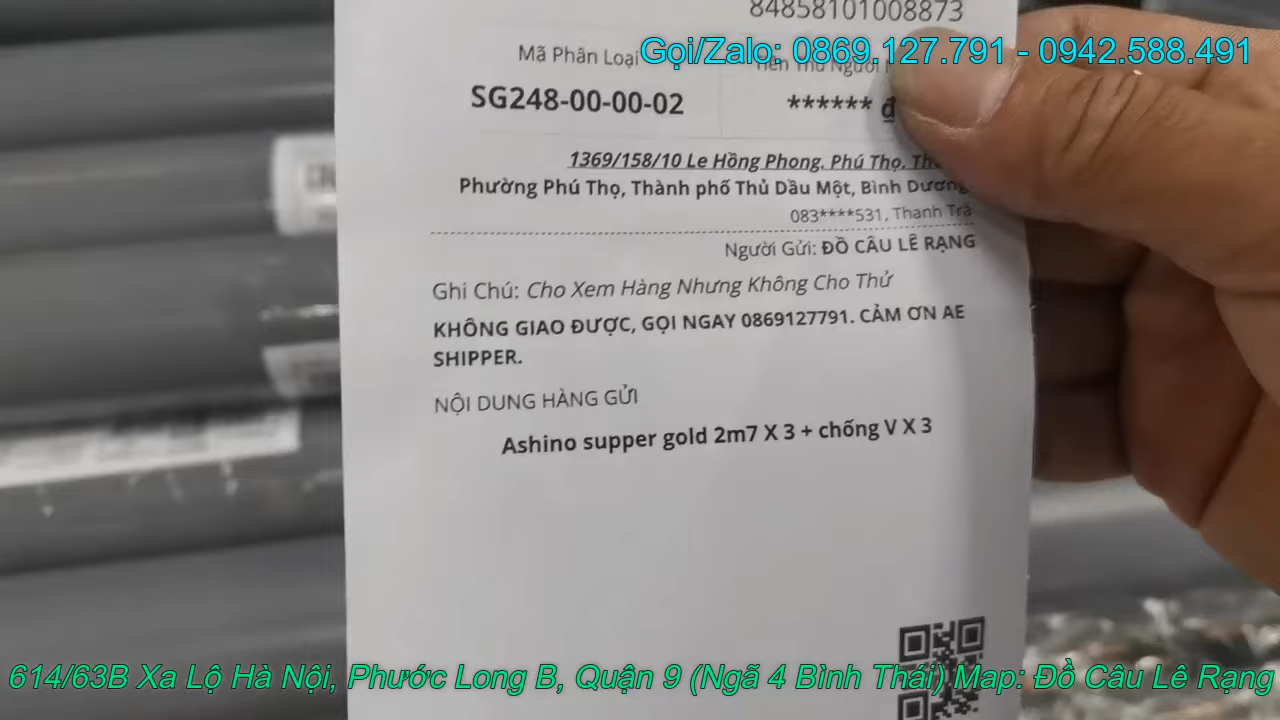 84858101008873
Gọi/Zalo: 0869.127.791 - 0942.588.491
Mã Phân Loại
Tiền Thu Người
SG248-00-00-02
****** đ
1369/158/10 Le Hồng Phong, Phú Thọ,
Phường Phú Thọ, Thành phố Thủ Dầu Một, Bình Dương
083****531, Thanh Trà
Người Gửi: ĐỒ CÂU LÊ RẠNG
Ghi Chú: Cho Xem Hàng Nhưng Không Cho Thử
KHÔNG GIAO ĐƯỢC, GỌI NGAY 0869127791. CẢM ƠN AE
SHIPPER.
NỘI DUNG HÀNG GỬI
Ashino supper gold 2m7 X 3 + chống V X 3
614/63B Xa Lộ Hà Nội, Phước Long B, Quận 9 (Ngã 4 Bình Thái) Map: Đồ Câu Lê Rạng